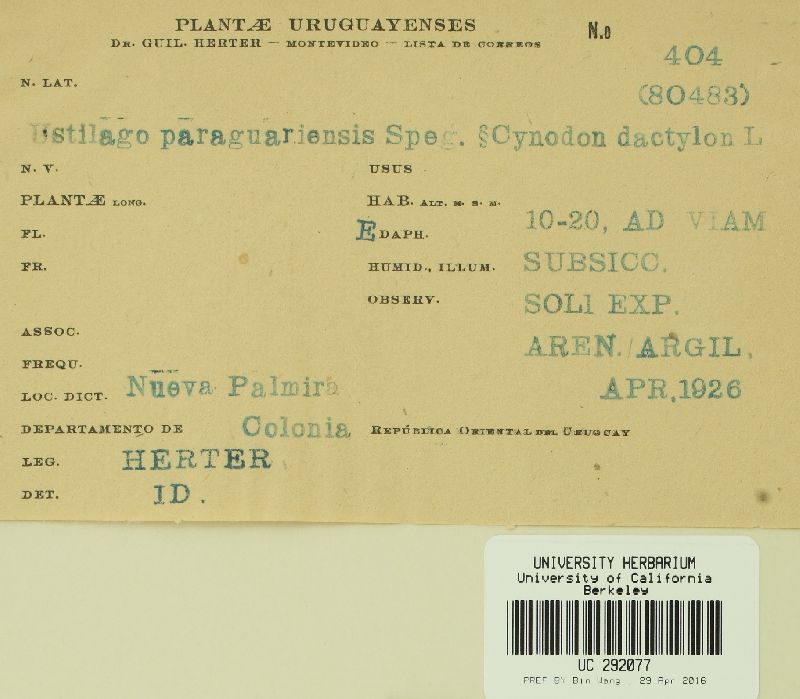 PLANTÆ URUGUAYENSES
DR. GUIL. HERTER — MONTEVIDEO — LISTA DE CORREOS
N.o
404
(80483)
N. LAT.
Ustilago paraguariensis Speg. §Cynodon dactylon L
N. V.
USUS
PLANTÆ LONG.
HAB. ALT. M. S. M.
10-20, AD VIAM
FL.
EDAPH.
FR.
HUMID., ILLUM.
SUBSICC.
OBSERV.
SOLI EXP.
ASSOC.
AREN./ARGIL,
FREQU.
LOC. DICT. Nueva Palmira
APR,1926
DEPARTAMENTO DE Colonia REPÚBLICA ORIENTAL DEL URUGUAY
LEG. HERTER
DET. ID.
UNIVERSITY HERBARIUM
University of California
Berkeley
UC 292077
PREP BY Bin Wang , 29 Apr 2016